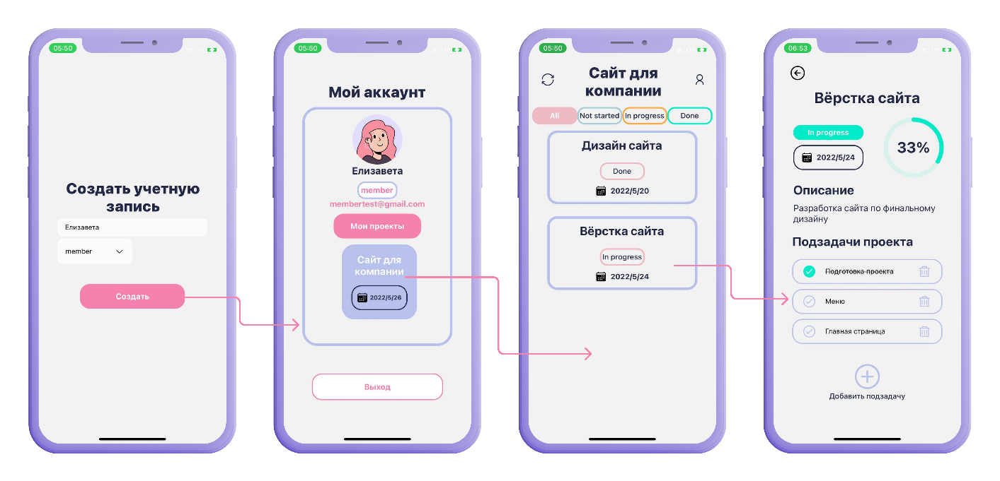 05:50
Создать учетную
запись
Елизавета
member
Создать
05:50
Мой аккаунт
Елизавета
member
membertest@gmail.com
Мои проекты
Сайт для
компании
2022/5/26
Выход
05:50
Сайт для
компании
All
Not started
In progress
Done
Дизайн сайта
Done
2022/5/20
Вёрстка сайта
In progress
2022/5/24
06:53
Вёрстка сайта
In progress
33%
2022/5/24
Описание
Разработка сайта по финальному
дизайну
Подзадачи проекта
Подготовка проекта
Меню
Главная страница
Добавить подзадачу